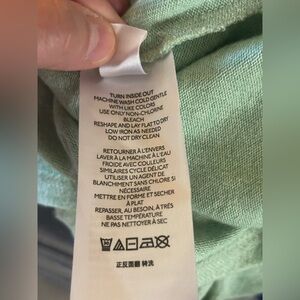 TURN INSIDE OUT
MACHINE WASH COLD GENTLE
WITH LIKE COLORS
USE ONLY NON-CHLORINE
BLEACH
RESHAPE AND LAY FLAT TO DRY
LOW IRON AS NEEDED
DO NOT DRY CLEAN
RETOURNER À L'ENVERS
LAVER À LA MACHINE À L'EAU
FROIDE AVEC COULEURS
SIMILAIRES CYCLE DÉLICAT
UTILISER UN AGENT DE
BLANCHIMENT SANS CHLORE SI
NÉCESSAIRE
METTRE EN FORME ET SÉCHER
À PLAT
REPASSER, AU BESOIN, À TRÈS
BASSE TEMPÉRATURE
NE PAS NETTOYER À SEC
正反面翻